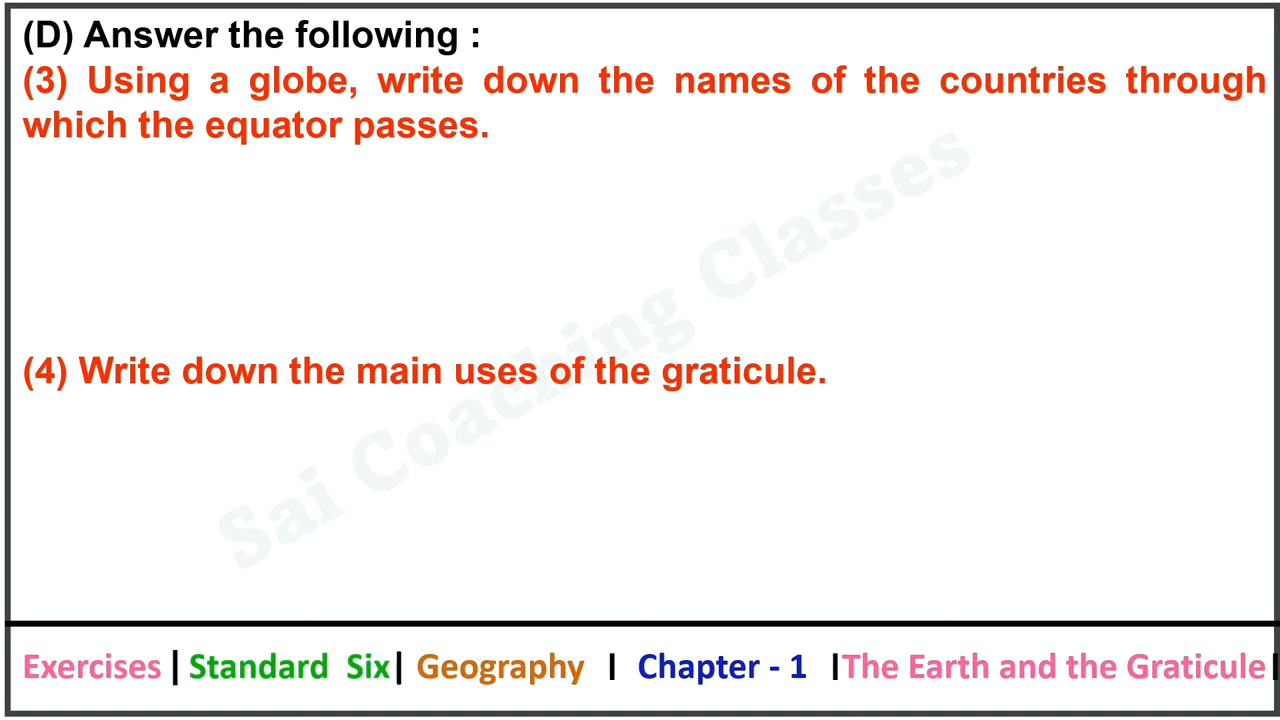 (D) Answer the following :
(3) Using a globe, write down the names of the countries through
which the equator passes.
Sai Coaching Classes
(4) Write down the main uses of the graticule.
Exercises | Standard Six | Geography I Chapter - 1 I The Earth and the Graticule I